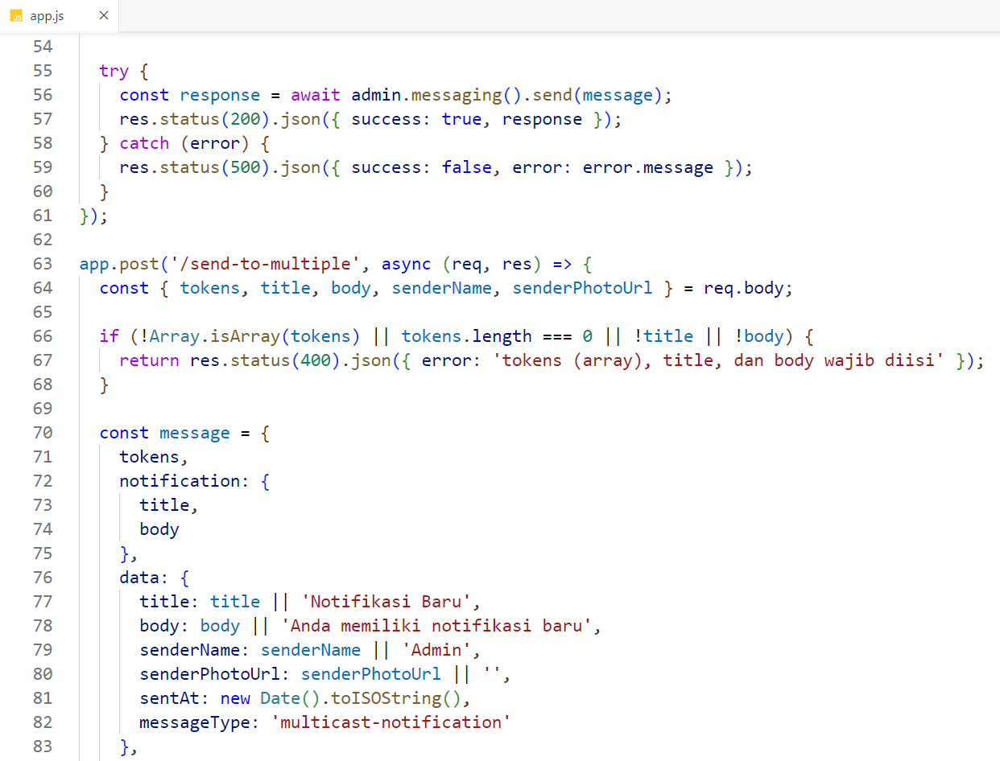 JS app.js ×
54
55 try {
56 const response = await admin.messaging().send(message);
57 res.status(200).json({ success: true, response });
58 } catch (error) {
59 res.status(500).json({ success: false, error: error.message });
60 }
61 });
62
63 app.post('/send-to-multiple', async (req, res) => {
64 const { tokens, title, body, senderName, senderPhotoUrl } = req.body;
65
66 if (!Array.isArray(tokens) || tokens.length === 0 || !title || !body) {
67 return res.status(400).json({ error: 'tokens (array), title, dan body wajib diisi' });
68 }
69
70 const message = {
71 tokens,
72 notification: {
73 title,
74 body
75 },
76 data: {
77 title: title || 'Notifikasi Baru',
78 body: body || 'Anda memiliki notifikasi baru',
79 senderName: senderName || 'Admin',
80 senderPhotoUrl: senderPhotoUrl || '',
81 sentAt: new Date().toISOString(),
82 messageType: 'multicast-notification'
83 },